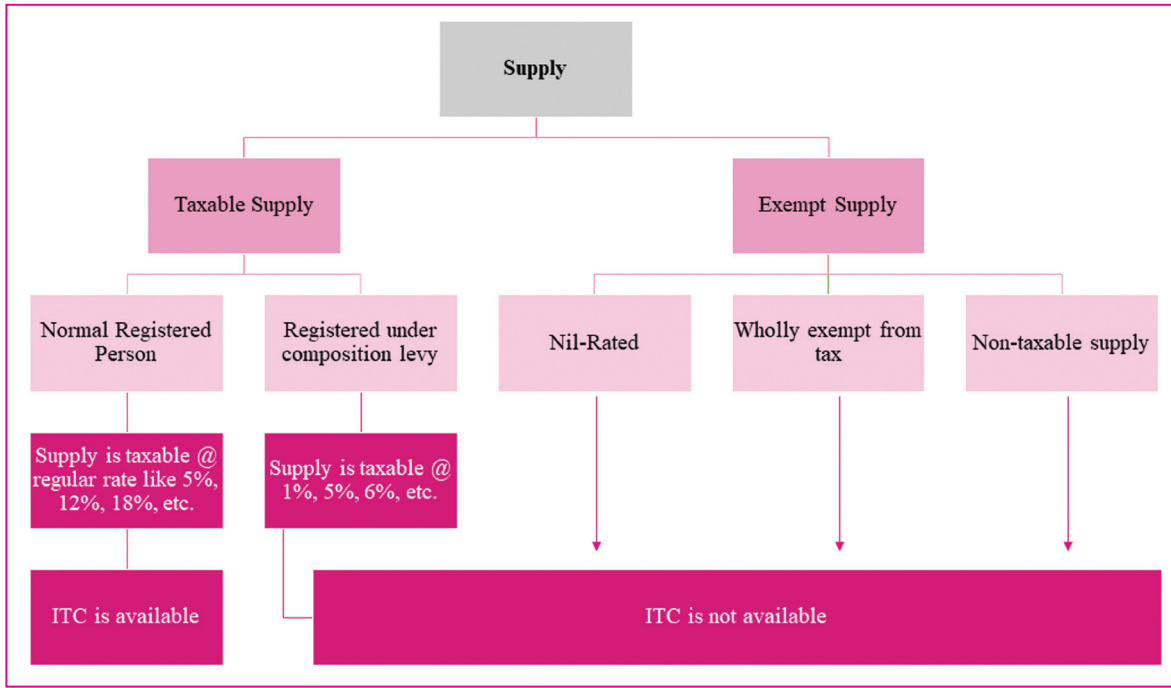 Supply
Taxable Supply
Exempt Supply
Normal Registered
Person
Registered under
composition levy
Nil-Rated
Wholly exempt from
tax
Non-taxable supply
Supply is taxable @
regular rate like 5%,
12%, 18%, etc.
Supply is taxable @
1%, 5%, 6%, etc.
ITC is available
ITC is not available